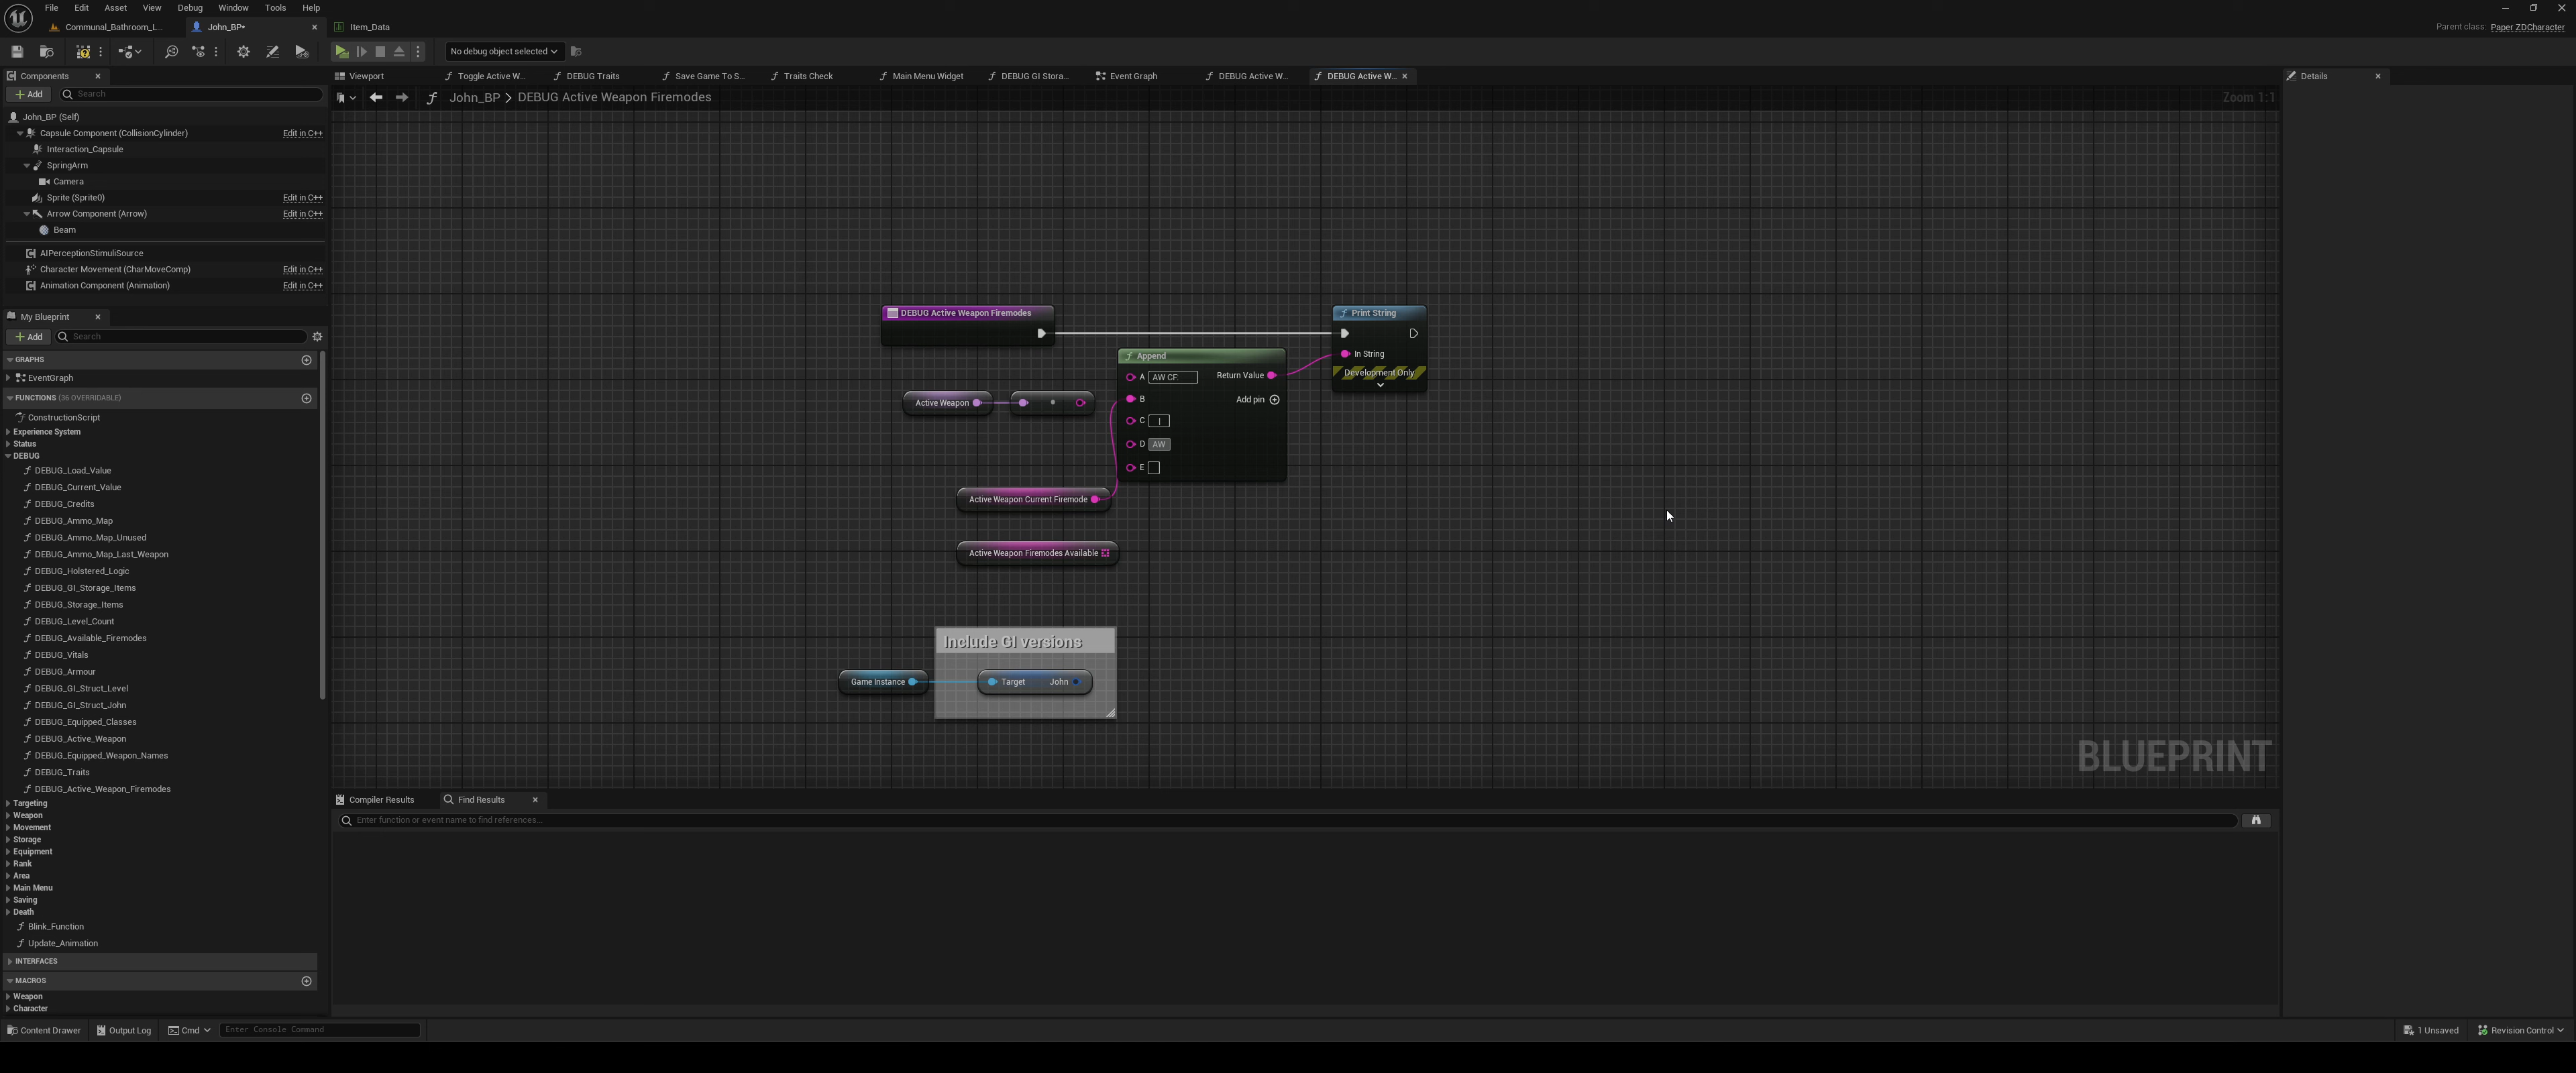 File Edit Asset View Window Debug Tools Help
Communal_Bathroom_L... John_BP* Item_Data
Parent class: Paper ZDCharacter
No debug object selected
Components
Add Search
John_BP (Self)
Capsule Component (CollisionCylinder) Edit in C++
Interaction_Capsule
SpringArm
Camera
Sprite (Sprite0) Edit in C++
Arrow Component (Arrow) Edit in C++
Beam
AIPerceptionStimuliSource
Character Movement (CharMoveComp) Edit in C++
Animation Component (Animation) Edit in C++
My Blueprint
Add Search
GRAPHS
EventGraph
FUNCTIONS (36 OVERRIDABLE)
ConstructionScript
Experience System
Status
DEBUG
DEBUG_Load_Value
DEBUG_Current_Value
DEBUG_Credits
DEBUG_Ammo_Map
DEBUG_Ammo_Map_Unused
DEBUG_Ammo_Map_Last_Weapon
DEBUG_Holstered_Logic
DEBUG_GI_Storage_Items
DEBUG_Storage_Items
DEBUG_Level_Count
DEBUG_Available_Firemodes
DEBUG_Vitals
DEBUG_Armour
DEBUG_GI_Struct_Level
DEBUG_GI_Struct_John
DEBUG_Equipped_Classes
DEBUG_Active_Weapon
DEBUG_Equipped_Weapon_Names
DEBUG_Traits
DEBUG_Active_Weapon_Firemodes
Targeting
Weapon
Movement
Storage
Equipment
Rank
Area
Main Menu
Saving
Death
Blink_Function
Update_Animation
INTERFACES
MACROS
Weapon
Character
Viewport Toggle Active W... DEBUG Traits Save Game To S... Traits Check Main Menu Widget DEBUG GI Stora... Event Graph DEBUG Active W... DEBUG Active W...
John_BP > DEBUG Active Weapon Firemodes
Zoom 1:1
DEBUG Active Weapon Firemodes
Print String
In String
Development Only
Append
A AW CF: Return Value
B Add pin
C |
D AW
E
Active Weapon
Active Weapon Current Firemode
Active Weapon Firemodes Available
Include GI versions
Game Instance Target John
BLUEPRINT
Compiler Results Find Results
Enter function or event name to find references...
Details
Content Drawer Output Log Cmd Enter Console Command
1 Unsaved Revision Control